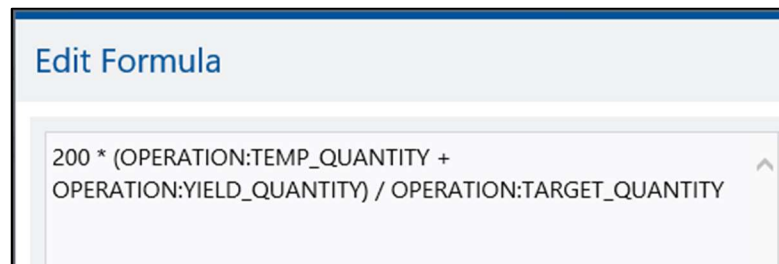 Edit Formula
200 * (OPERATION:TEMP_QUANTITY +
OPERATION:YIELD_QUANTITY) / OPERATION:TARGET_QUANTITY